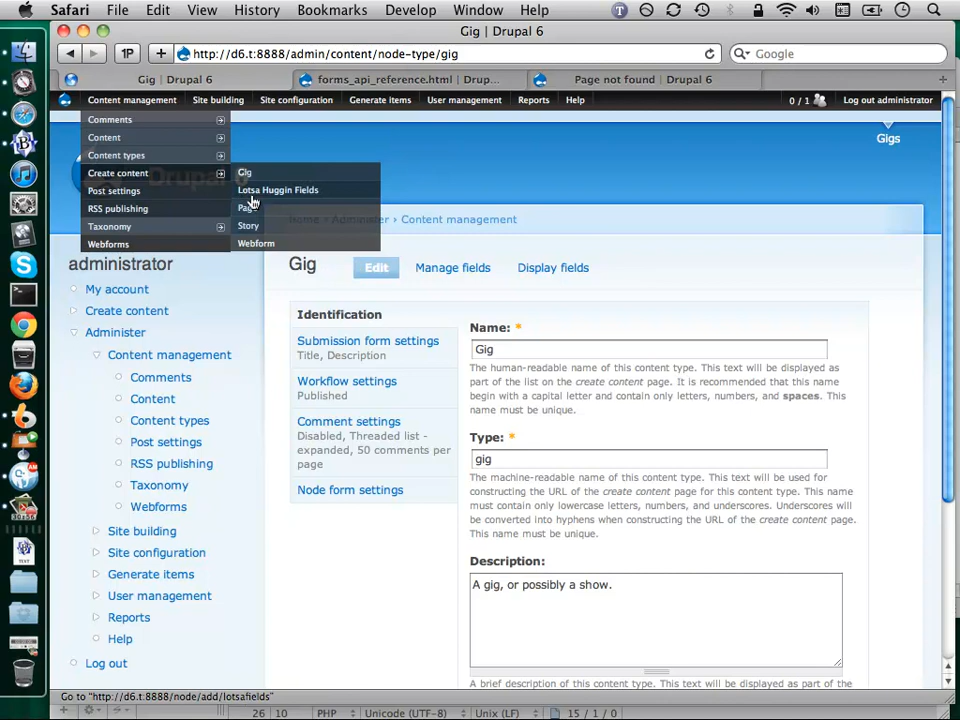 Safari File Edit View History Bookmarks Develop Window Help
Gig | Drupal 6
1P
http://d6.t:8888/admin/content/node-type/gig
Google
Gig | Drupal 6
forms_api_reference.html | Drup...
Page not found | Drupal 6
Content management Site building Site configuration Generate items User management Reports Help
0 / 1
Log out administrator
Comments
Content
Content types
Create content
Post settings
RSS publishing
Taxonomy
Webforms
Gig
Lotsa Huggin Fields
Page
Story
Webform
Drupal 6
Gigs
Home » Administer » Content management
administrator
My account
Create content
Administer
Content management
Comments
Content
Content types
Post settings
RSS publishing
Taxonomy
Webforms
Site building
Site configuration
Generate items
User management
Reports
Help
Log out
Gig
Edit
Manage fields
Display fields
Identification
Submission form settings
Title, Description
Workflow settings
Published
Comment settings
Disabled, Threaded list -
expanded, 50 comments per
page
Node form settings
Name: *
Gig
The human-readable name of this content type. This text will be displayed as
part of the list on the create content page. It is recommended that this name
begin with a capital letter and contain only letters, numbers, and spaces. This
name must be unique.
Type: *
gig
The machine-readable name of this content type. This text will be used for
constructing the URL of the create content page for this content type. This name
must contain only lowercase letters, numbers, and underscores. Underscores will
be converted into hyphens when constructing the URL of the create content page.
This name must be unique.
Description:
A gig, or possibly a show.
A brief description of this content type. This text will be displayed as part of the
Go to "http://d6.t:8888/node/add/lotsafields"
26 10 PHP Unicode (UTF-8) Unix (LF) 15 / 1 / 0